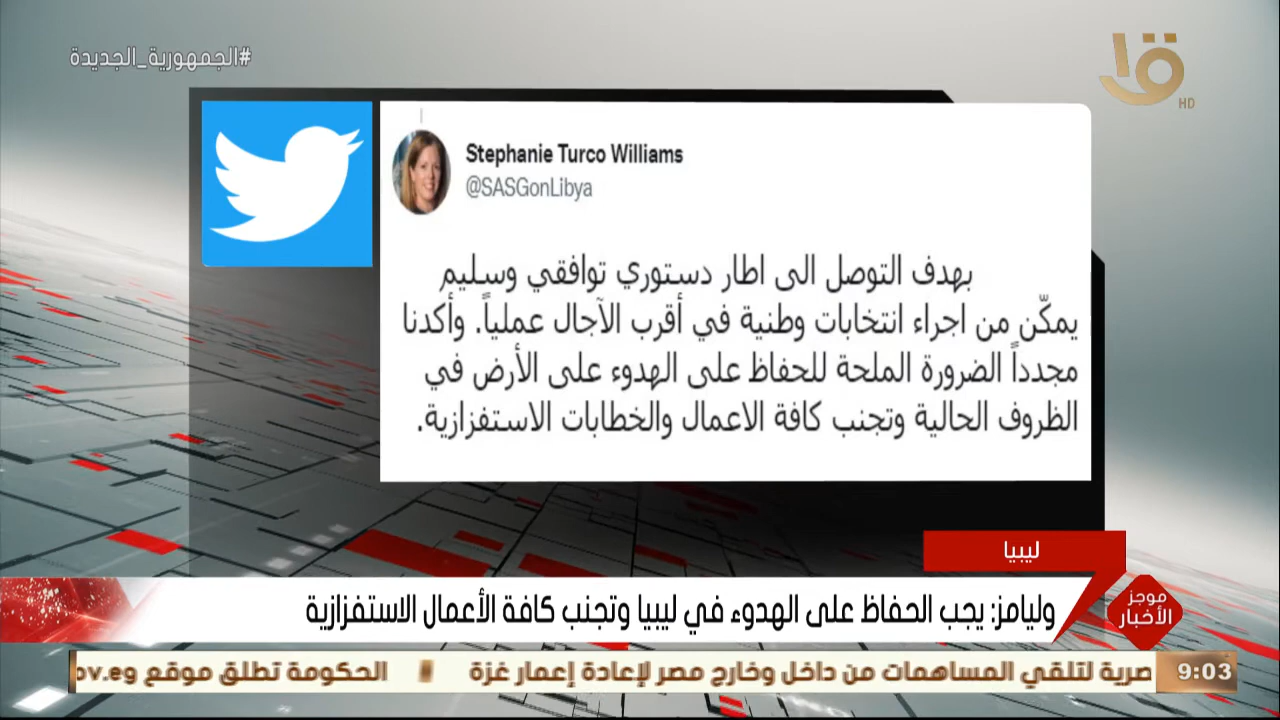 #الجمهورية_الجديدة
HD
Stephanie Turco Williams
@SASGonLibya
بهدف التوصل الى اطار دستوري توافقي وسليم
يمكّن من اجراء انتخابات وطنية في أقرب الآجال عملياً. وأكدنا
مجدداً الضرورة الملحة للحفاظ على الهدوء على الأرض في
الظروف الحالية وتجنب كافة الاعمال والخطابات الاستفزازية.
ليبيا
موجز
الأخبار
وليامز: يجب الحفاظ على الهدوء في ليبيا وتجنب كافة الأعمال الاستفزازية
9:03
صرية لتلقي المساهمات من داخل وخارج مصر لإعادة إعمار غزة الحكومة تطلق موقع ov.eg